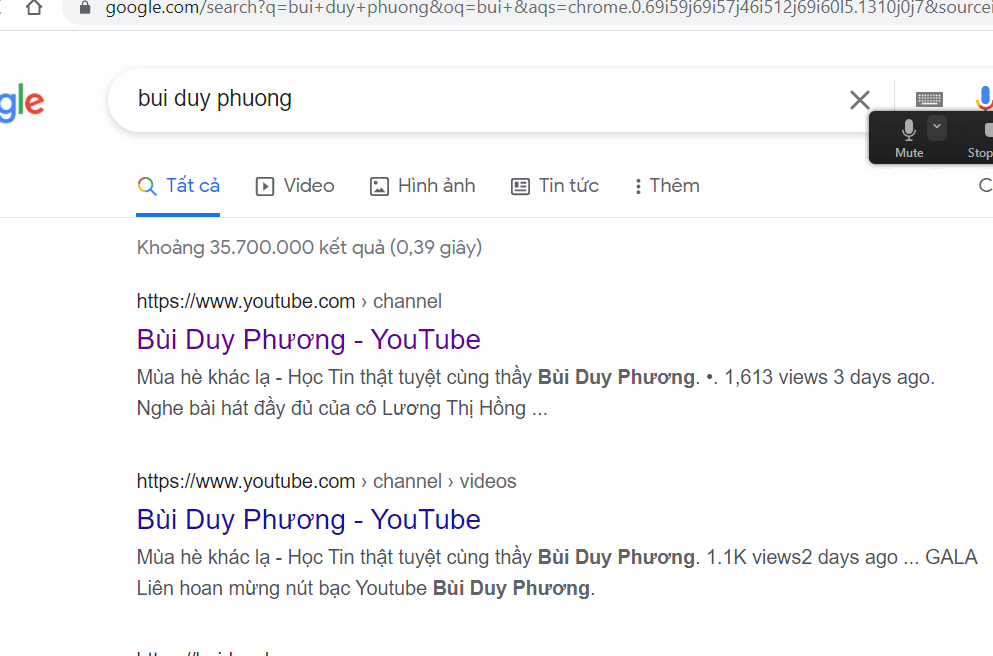 google.com/search?q=bui+duy+phuong&oq=bui+&aqs=chrome.0.69i59j69i57j46i512j69i60l5.1310j0j7&sourcei
gle
bui duy phuong
Mute
Stop
Tất cả Video Hình ảnh Tin tức Thêm
Khoảng 35.700.000 kết quả (0,39 giây)
https://www.youtube.com › channel
Bùi Duy Phương - YouTube
Mùa hè khác lạ - Học Tin thật tuyệt cùng thầy Bùi Duy Phương. •. 1,613 views 3 days ago.
Nghe bài hát đầy đủ của cô Lương Thị Hồng ...
https://www.youtube.com › channel › videos
Bùi Duy Phương - YouTube
Mùa hè khác lạ - Học Tin thật tuyệt cùng thầy Bùi Duy Phương. 1.1K views2 days ago ... GALA
Liên hoan mừng nút bạc Youtube Bùi Duy Phương.